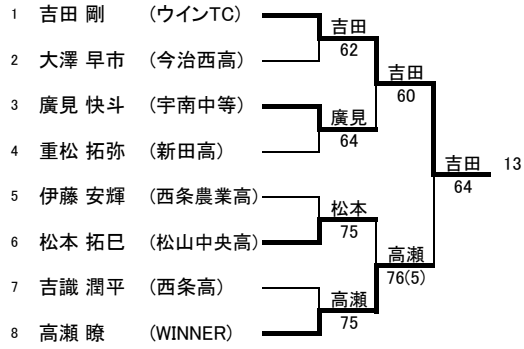 1 吉田 剛 (ウインTC)
吉田
62
2 大澤 早市 (今治西高)
吉田
60
3 廣見 快斗 (宇南中等)
廣見
64
4 重松 拓弥 (新田高)
吉田 13
64
5 伊藤 安輝 (西条農業高)
松本
75
6 松本 拓巳 (松山中央高)
高瀬
76(5)
7 吉識 潤平 (西条高)
高瀬
75
8 高瀬 瞭 (WINNER)